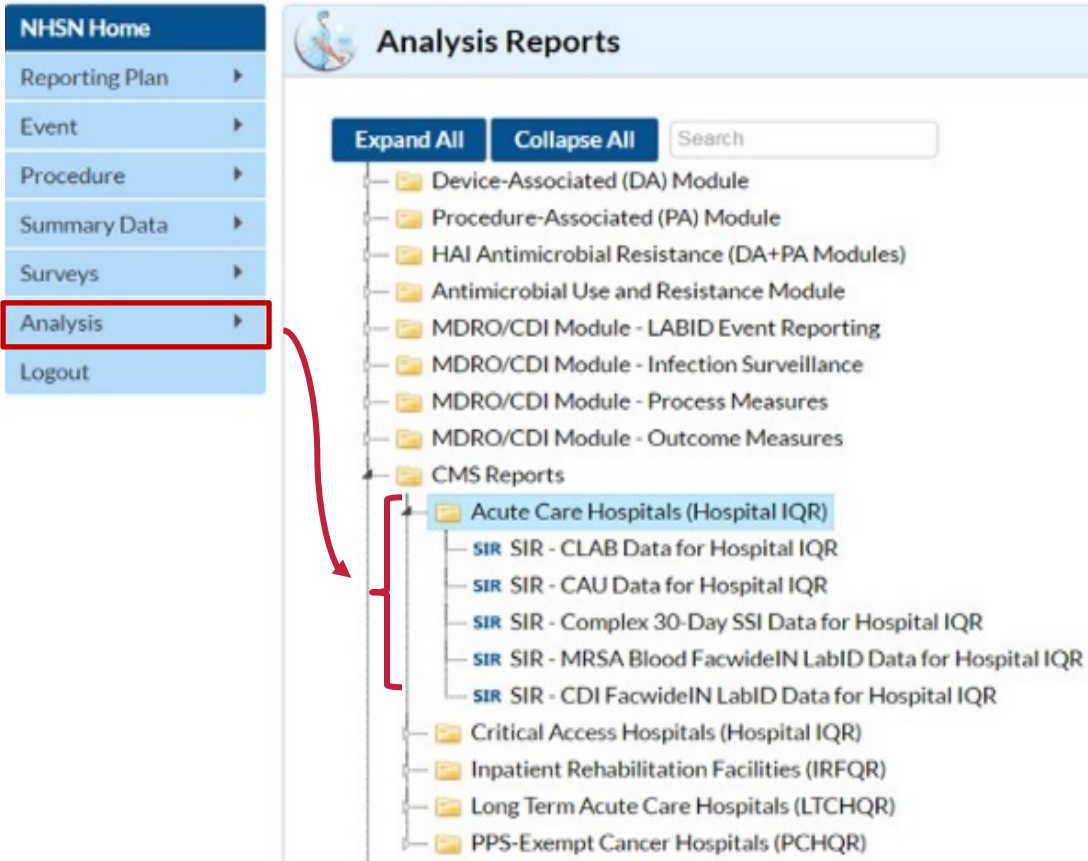 NHSN Home
Reporting Plan
Event
Procedure
Summary Data
Surveys
Analysis
Logout
Analysis Reports
Expand All
Collapse All
Search
Device-Associated (DA) Module
Procedure-Associated (PA) Module
HAI Antimicrobial Resistance (DA+PA Modules)
Antimicrobial Use and Resistance Module
MDRO/CDI Module - LABID Event Reporting
MDRO/CDI Module - Infection Surveillance
MDRO/CDI Module - Process Measures
MDRO/CDI Module - Outcome Measures
CMS Reports
Acute Care Hospitals (Hospital IQR)
SIR SIR - CLAB Data for Hospital IQR
SIR SIR - CAU Data for Hospital IQR
SIR SIR - Complex 30-Day SSI Data for Hospital IQR
SIR SIR - MRSA Blood FacwideIN LabID Data for Hospital IQR
SIR SIR - CDI FacwideIN LabID Data for Hospital IQR
Critical Access Hospitals (Hospital IQR)
Inpatient Rehabilitation Facilities (IRFQR)
Long Term Acute Care Hospitals (LTCHQR)
PPS-Exempt Cancer Hospitals (PCHQR)